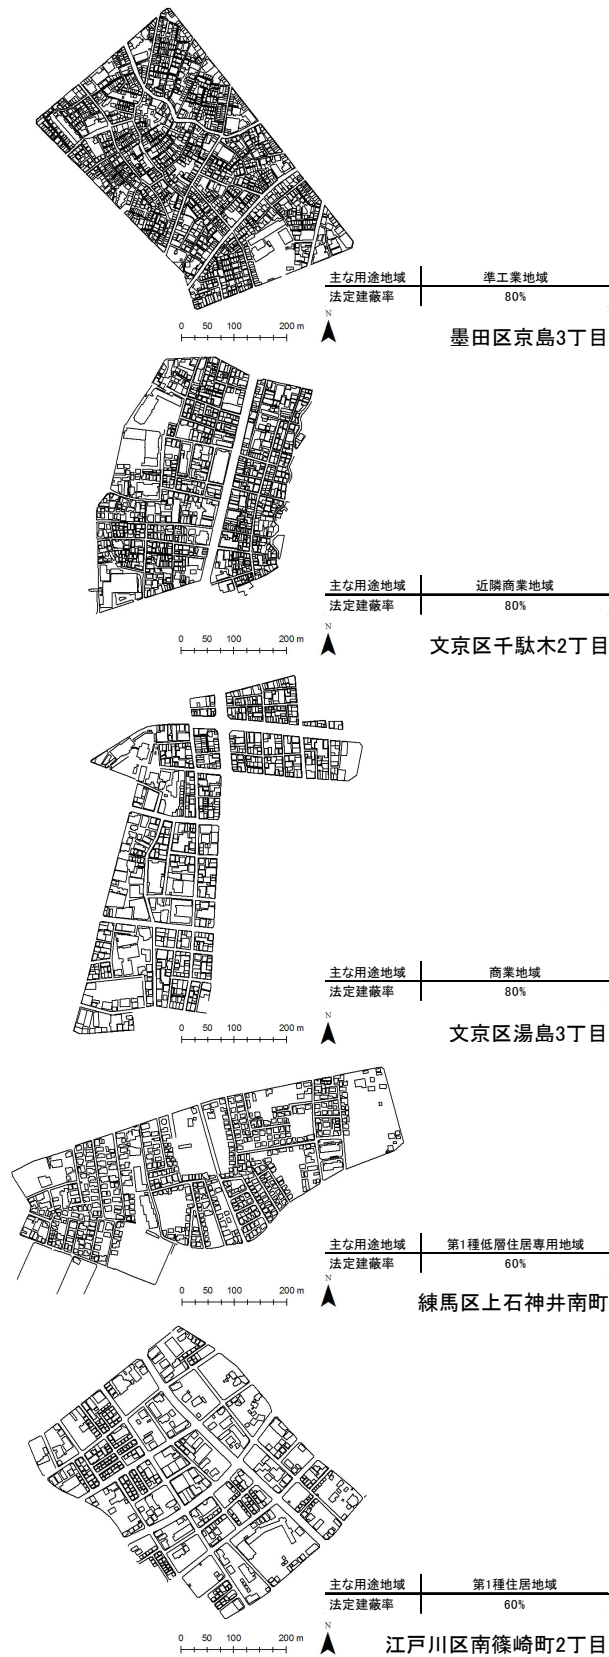 主な用途地域 準工業地域
法定建蔽率 80%
0 50 100 200 m
N
墨田区京島3丁目
主な用途地域 近隣商業地域
法定建蔽率 80%
0 50 100 200 m
N
文京区千駄木2丁目
主な用途地域 商業地域
法定建蔽率 80%
0 50 100 200 m
N
文京区湯島3丁目
主な用途地域 第1種低層住居専用地域
法定建蔽率 60%
0 50 100 200 m
N
練馬区上石神井南町
主な用途地域 第1種住居地域
法定建蔽率 60%
0 50 100 200 m
N
江戸川区南篠崎町2丁目